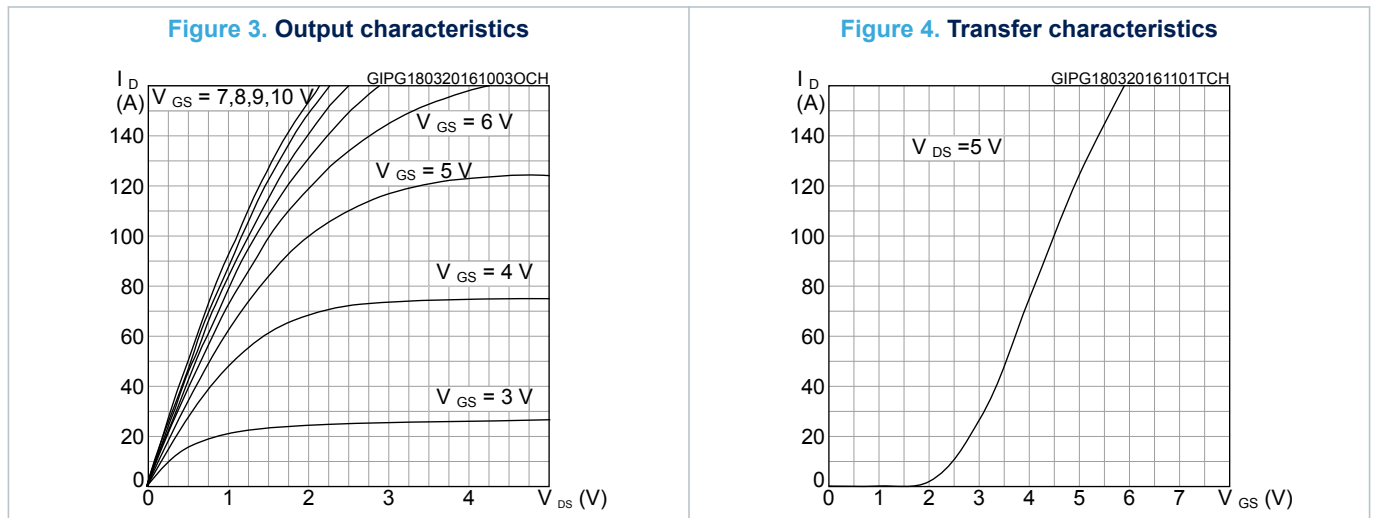 Figure 3. Output characteristics
I D
(A)
GIPG180320161003OCH
V GS = 7,8,9,10 V
V GS = 6 V
V GS = 5 V
V GS = 4 V
V GS = 3 V
140
120
100
80
60
40
20
0
0 1 2 3 4 V DS (V)
Figure 4. Transfer characteristics
I D
(A)
GIPG180320161101TCH
V DS =5 V
140
120
100
80
60
40
20
0
0 1 2 3 4 5 6 7 V GS (V)